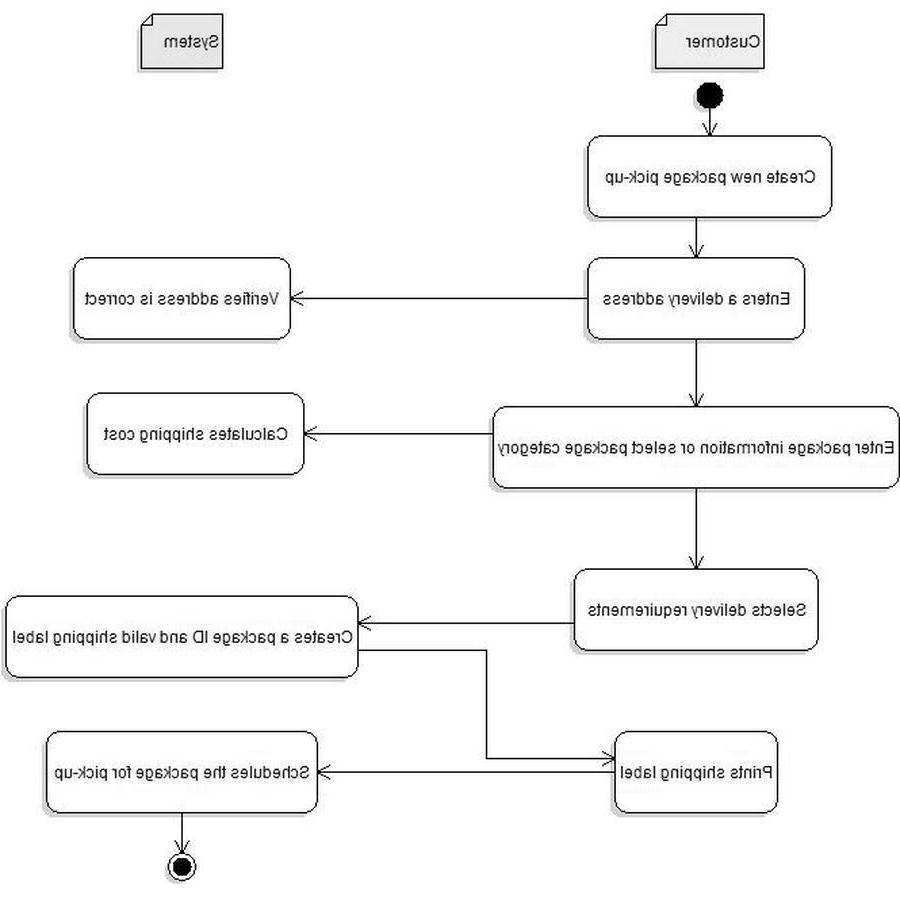 Customer
System
Create new package pick-up
Enters a delivery address
Verifies address is correct
Enter package information or select package category
Calculates shipping cost
Selects delivery requirements
Creates a package ID and valid shipping label
Prints shipping label
Schedules the package for pick-up